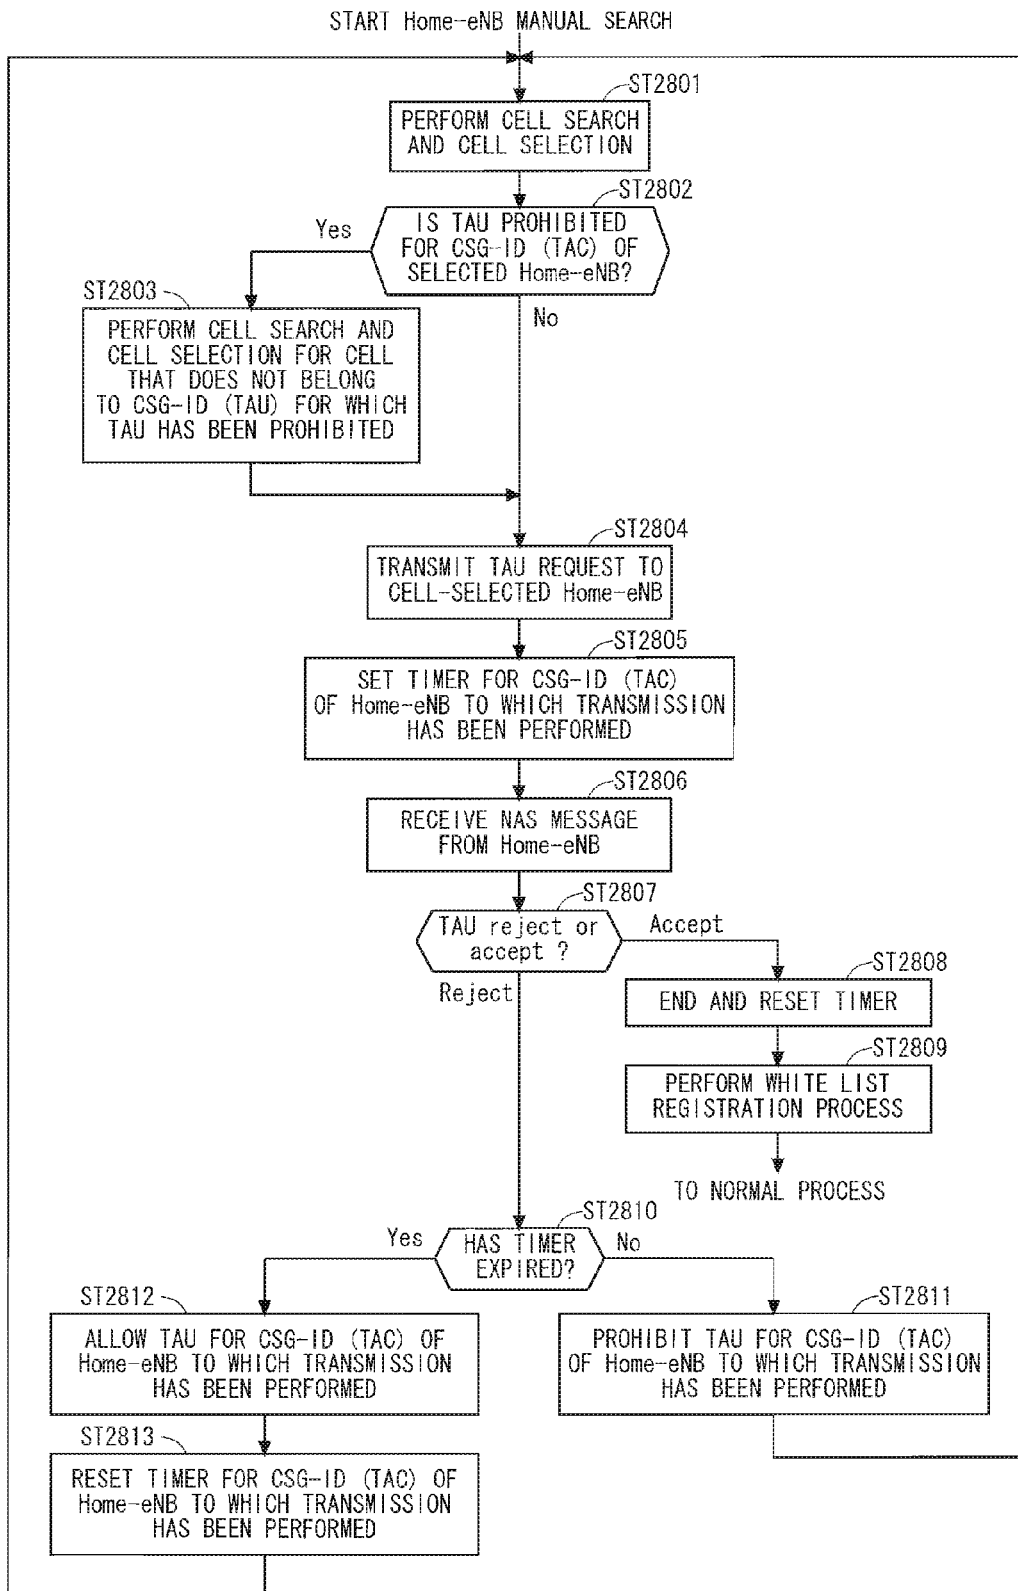 START Home-eNB MANUAL SEARCH
ST2801
PERFORM CELL SEARCH
AND CELL SELECTION
ST2802
IS TAU PROHIBITED
FOR CSG-ID (TAC) OF
SELECTED Home-eNB?
Yes
No
ST2803
PERFORM CELL SEARCH AND
CELL SELECTION FOR CELL
THAT DOES NOT BELONG
TO CSG-ID (TAU) FOR WHICH
TAU HAS BEEN PROHIBITED
ST2804
TRANSMIT TAU REQUEST TO
CELL-SELECTED Home-eNB
ST2805
SET TIMER FOR CSG-ID (TAC)
OF Home-eNB TO WHICH TRANSMISSION
HAS BEEN PERFORMED
ST2806
RECEIVE NAS MESSAGE
FROM Home-eNB
ST2807
TAU reject or
accept ?
Accept
Reject
ST2808
END AND RESET TIMER
ST2809
PERFORM WHITE LIST
REGISTRATION PROCESS
TO NORMAL PROCESS
ST2810
HAS TIMER
EXPIRED?
Yes
No
ST2812
ALLOW TAU FOR CSG-ID (TAC) OF
Home-eNB TO WHICH TRANSMISSION
HAS BEEN PERFORMED
ST2811
PROHIBIT TAU FOR CSG-ID (TAC)
OF Home-eNB TO WHICH TRANSMISSION
HAS BEEN PERFORMED
ST2813
RESET TIMER FOR CSG-ID (TAC) OF
Home-eNB TO WHICH TRANSMISSION
HAS BEEN PERFORMED